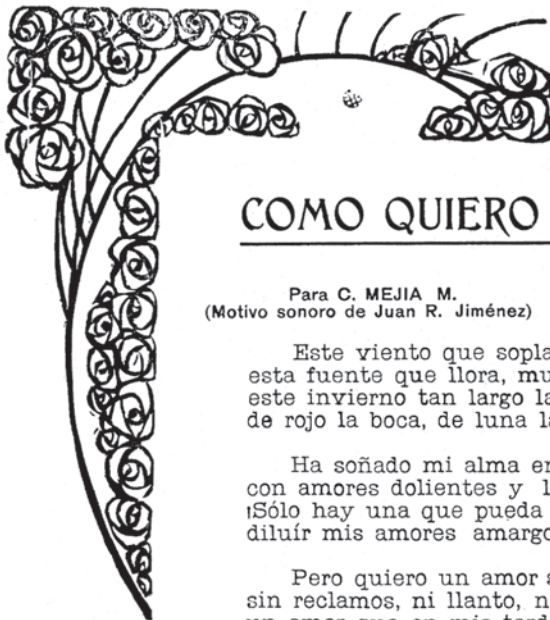 COMO QUIERO
Para C. MEJIA M.
(Motivo sonoro de Juan R. Jiménez)
Este viento que sopla
esta fuente que llora, mu
este invierno tan largo la
de rojo la boca, de luna la
Ha soñado mi alma en
con amores dolientes y l
¡Sólo hay una que pueda
diluír mis amores amargo
Pero quiero un amor s
sin reclamos, ni llanto, n